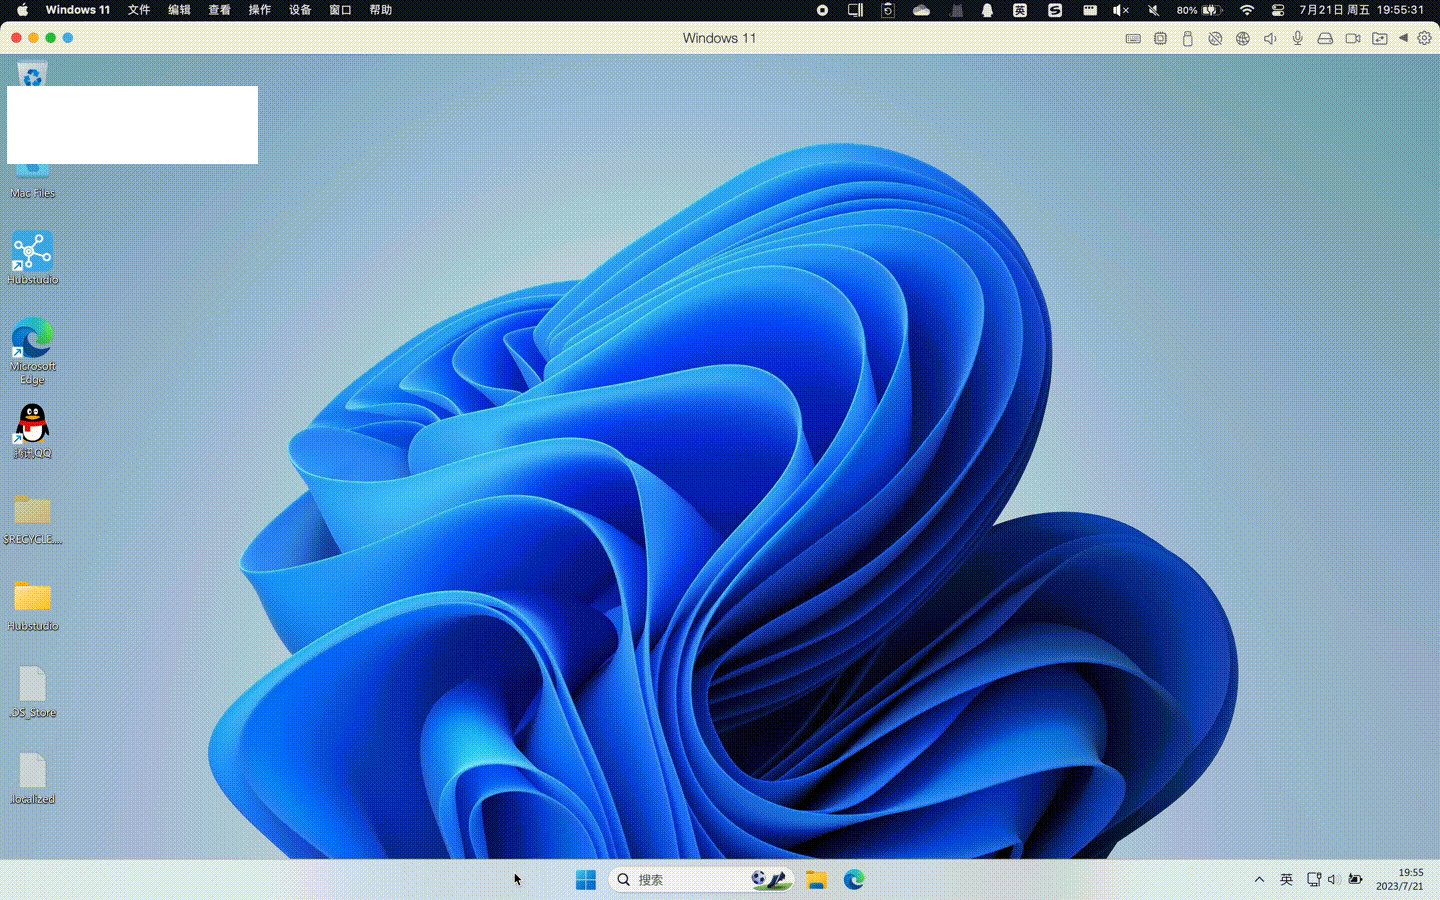 Windows 11 文件 编辑 查看 操作 设备 窗口 帮助 英 S 80% 7月21日 周五 19:55:31
Windows 11
Mac Files
Hubstudio
Microsoft
Edge
腾讯QQ
$RECYCLE....
Hubstudio
.DS_Store
.localized
搜索
英
19:55
2023/7/21